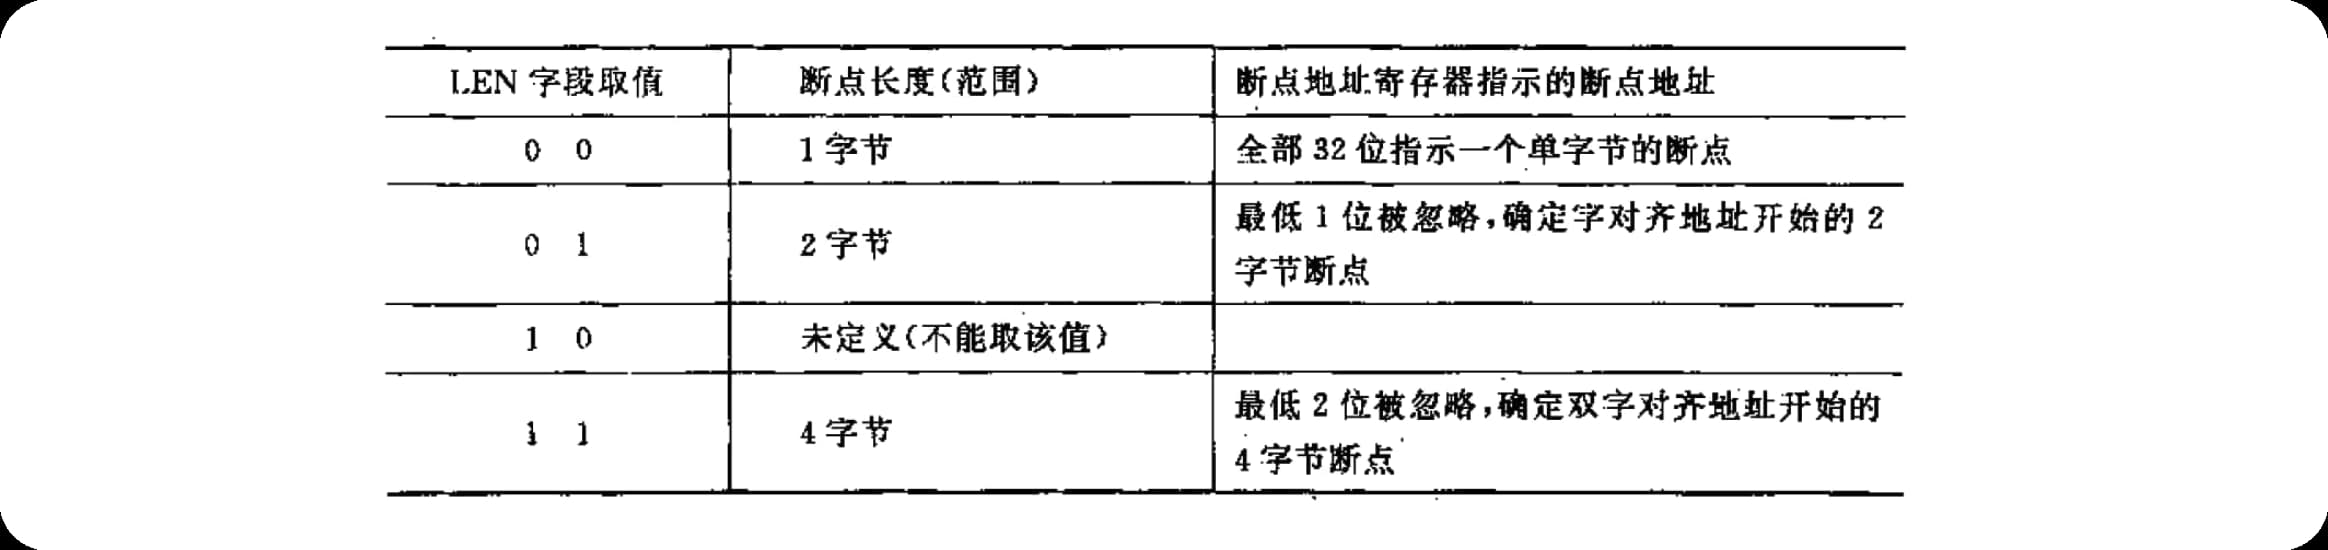 LEN 字段取值 断点长度(范围) 断点地址寄存器指示的断点地址
0 0 1 字节 全部 32 位指示一个单字节的断点
0 1 2 字节 最低 1 位被忽略,确定字对齐地址开始的 2
字节断点
1 0 未定义(不能取该值)
1 1 4 字节 最低 2 位被忽略,确定双字对齐地址开始的
4 字节断点